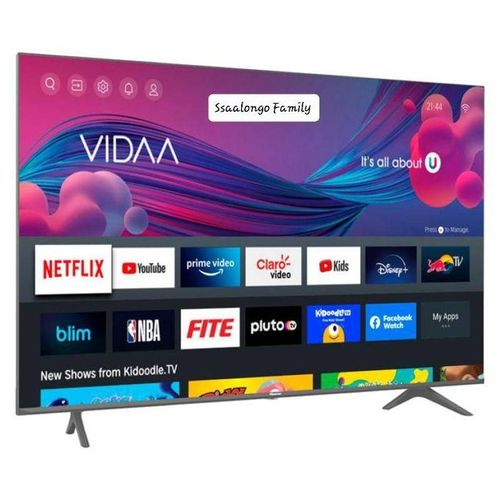 Ssaalongo Family
21:44
VIDAA
It's all about U
Press to Manage.
NETFLIX
YouTube
prime video
Claro-
video
Kids
Disney+
Red Bull TV
blim
NBA
FITE
pluto tv
Kidoodle.TV
Facebook
Watch
My Apps
New Shows from Kidoodle.TV